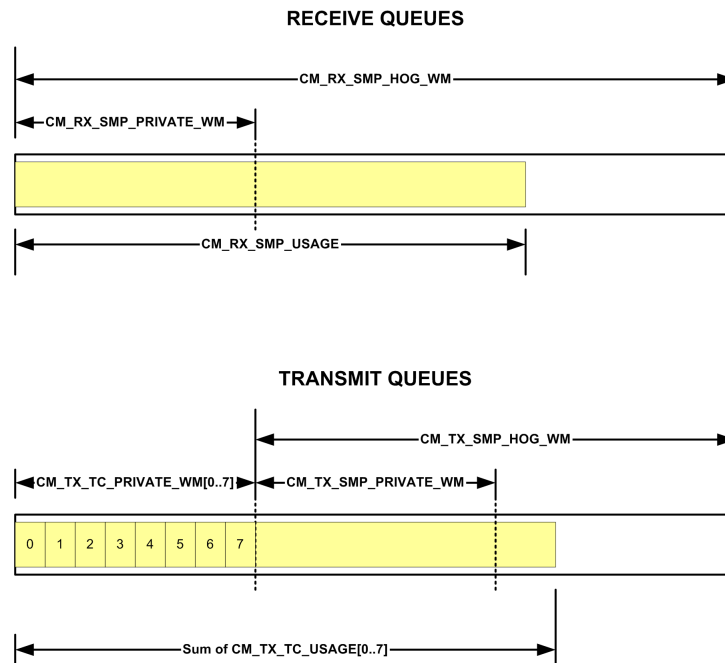 RECEIVE QUEUES
CM_RX_SMP_HOG_WM
CM_RX_SMP_PRIVATE_WM
CM_RX_SMP_USAGE
TRANSMIT QUEUES
CM_TX_SMP_HOG_WM
CM_TX_TC_PRIVATE_WM[0..7]
CM_TX_SMP_PRIVATE_WM
0 1 2 3 4 5 6 7
Sum of CM_TX_TC_USAGE[0..7]